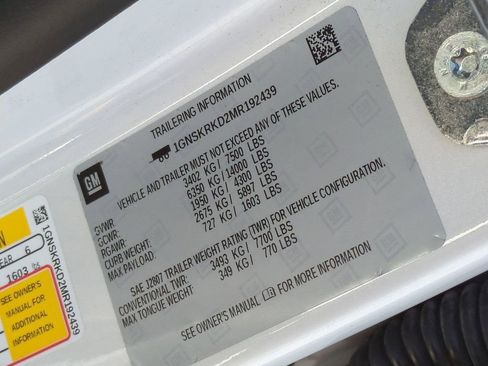 TRAILERING INFORMATION
1GNSKRKD2MR192439
GM
VEHICLE AND TRAILER MUST NOT EXCEED ANY OF THESE VALUES.
GVWR: 3402 KG/ 7500 LBS
GCWR: 6350 KG/14000 LBS
RGAWR: 1950 KG/ 4300 LBS
CURB WEIGHT: 2675 KG/ 5897 LBS
MAX PAYLOAD: 727 KG/ 1603 LBS
SAE J2807 TRAILER WEIGHT RATING (TWR) FOR VEHICLE CONFIGURATION.
CONVENTIONAL TWR: 3493 KG/ 7700 LBS
MAX TONGUE WEIGHT 349 KG/ 770 LBS
SEE OWNER'S MANUAL FOR MORE INFORMATION.
6
1603
SEE OWNER'S
MANUAL FOR
ADDITIONAL
INFORMATION
1GNSKRKD2MR192439